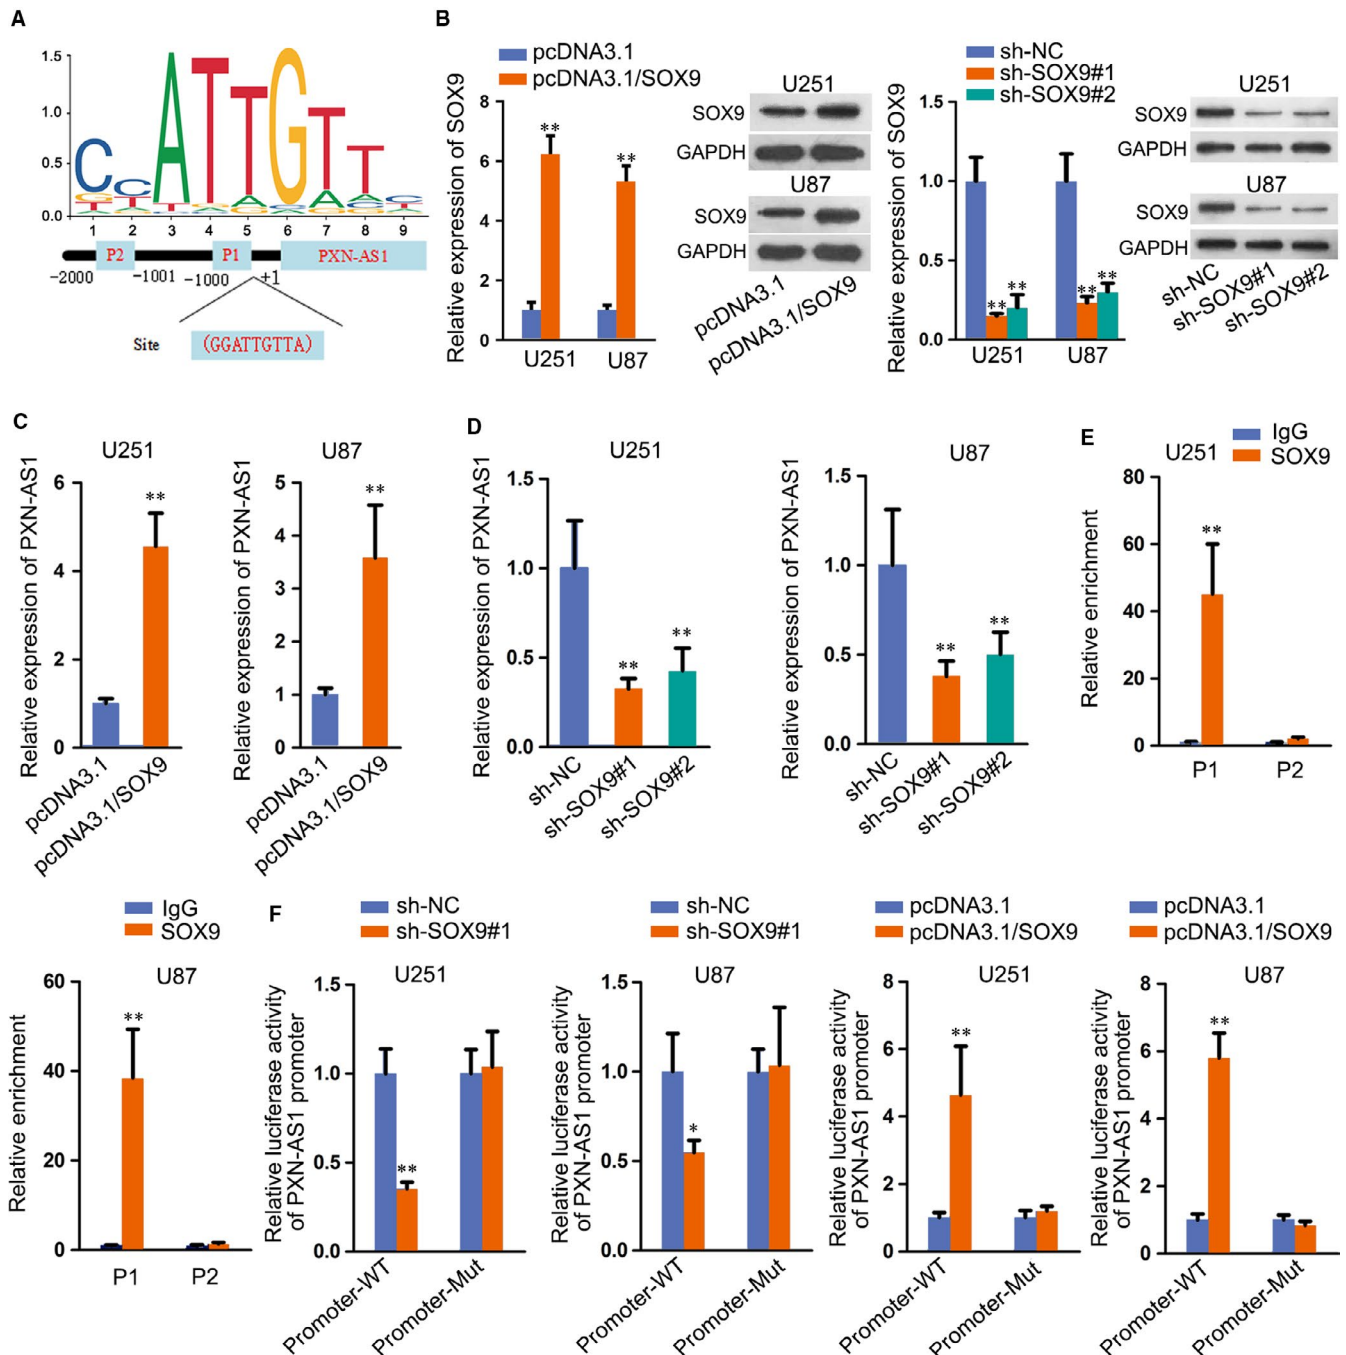 A
1.5
1.0
0.5
0.0
C C A T T G T T C
1 2 3 4 5 6 7 8 9
P2 P1 PXN-AS1
−2000 −1001 −1000 +1
Site (GGATTGTTA)
B
pcDNA3.1
pcDNA3.1/SOX9
Relative expression of SOX9
8
6
4
2
0
** **
U251 U87
U251
SOX9
GAPDH
U87
SOX9
GAPDH
pcDNA3.1
pcDNA3.1/SOX9
sh-NC
sh-SOX9#1
sh-SOX9#2
Relative expression of SOX9
1.5
1.0
0.5
0.0
** ** ** **
U251 U87
U251
SOX9
GAPDH
U87
SOX9
GAPDH
sh-NC
sh-SOX9#1
sh-SOX9#2
C
U251
Relative expression of PXN-AS1
6
4
2
0
**
pcDNA3.1
pcDNA3.1/SOX9
U87
Relative expression of PXN-AS1
5
4
3
2
1
0
**
pcDNA3.1
pcDNA3.1/SOX9
D
U251
Relative expression of PXN-AS1
1.5
1.0
0.5
0.0
** **
sh-NC
sh-SOX9#1
sh-SOX9#2
U87
Relative expression of PXN-AS1
1.5
1.0
0.5
0.0
** **
sh-NC
sh-SOX9#1
sh-SOX9#2
E
IgG
SOX9
U251
Relative enrichment
80
60
40
20
0
**
P1 P2
IgG
SOX9
U87
Relative enrichment
60
40
20
0
**
P1 P2
F
sh-NC
sh-SOX9#1
U251
Relative luciferase activity
of PXN-AS1 promoter
1.5
1.0
0.5
0.0
**
Promoter-WT
Promoter-Mut
sh-NC
sh-SOX9#1
U87
Relative luciferase activity
of PXN-AS1 promoter
1.5
1.0
0.5
0.0
*
Promoter-WT
Promoter-Mut
pcDNA3.1
pcDNA3.1/SOX9
U251
Relative luciferase activity
of PXN-AS1 promoter
8
6
4
2
0
**
Promoter-WT
Promoter-Mut
pcDNA3.1
pcDNA3.1/SOX9
U87
Relative luciferase activity
of PXN-AS1 promoter
8
6
4
2
0
**
Promoter-WT
Promoter-Mut